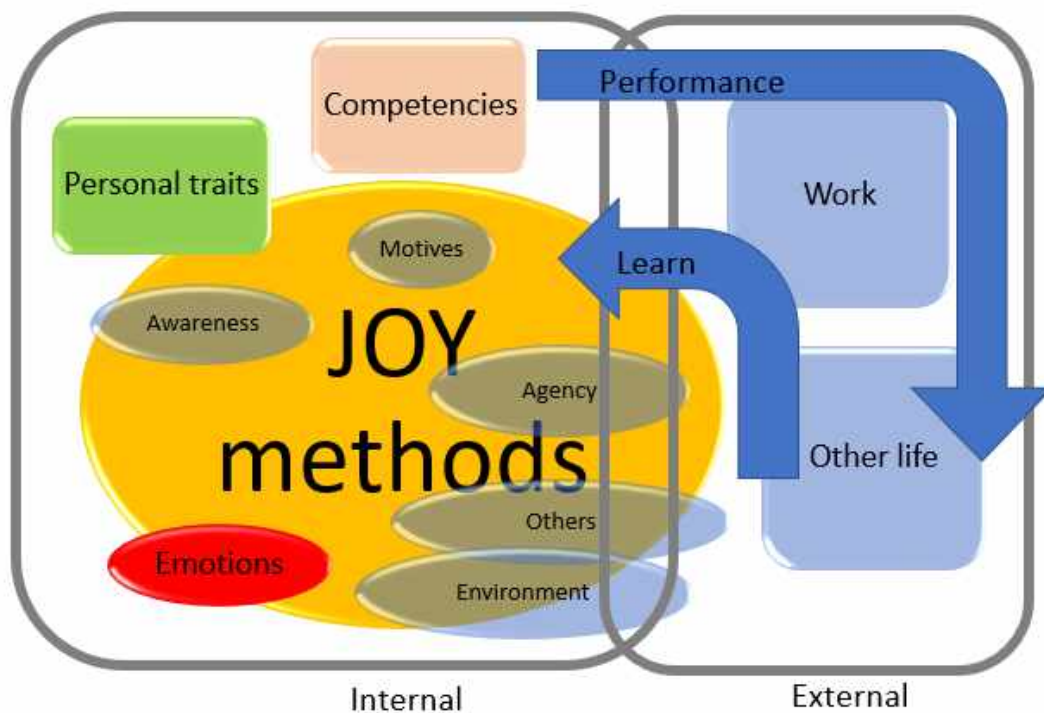 Competencies
Performance
Personal traits
Work
Motives
Learn
Awareness
JOY
methods
Agency
Other life
Others
Emotions
Environment
Internal
External